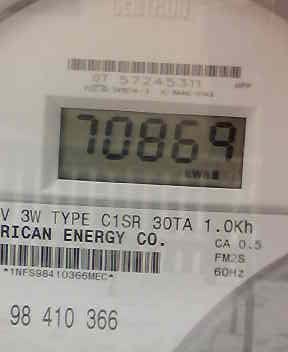 CENTRON
07 57245311
70869
KWH
V 3W TYPE C1SR 30TA 1.0Kh
RICAN ENERGY CO.
CA 0.5
FM2S
60Hz
*1NFS98410366MEC*
98 410 366